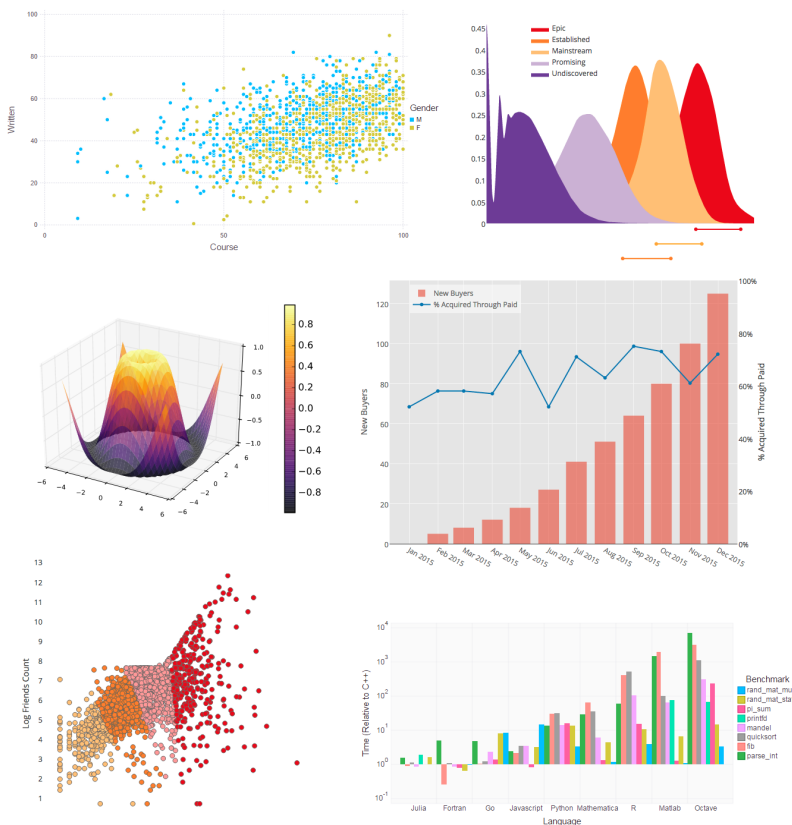 100
80
60
40
20
0
Written
0 50 100
Course
Gender
M
F
Epic
Established
Mainstream
Promising
Undiscovered
0.45
0.4
0.35
0.3
0.25
0.2
0.15
0.1
0.05
0
1.0
0.5
0.0
−0.5
−1.0
−6 −4 −2 0 2 4 6
−6 −4 −2 0 2 4 6
0.8
0.6
0.4
0.2
0.0
−0.2
−0.4
−0.6
−0.8
New Buyers
% Acquired Through Paid
120
100
80
60
40
20
0
New Buyers
100%
80%
60%
40%
20%
0%
% Acquired Through Paid
Jan 2015 Feb 2015 Mar 2015 Apr 2015 May 2015 Jun 2015 Jul 2015 Aug 2015 Sep 2015 Oct 2015 Nov 2015 Dec 2015
13
12
11
10
9
8
7
6
5
4
3
2
1
Log Friends Count
10^4
10^3
10^2
10^1
10^0
10^-1
Time (Relative to C++)
Julia Fortran Go Javascript Python Mathematica R Matlab Octave
Language
Benchmark
rand_mat_mu
rand_mat_sta
pi_sum
printfd
mandel
quicksort
fib
parse_int